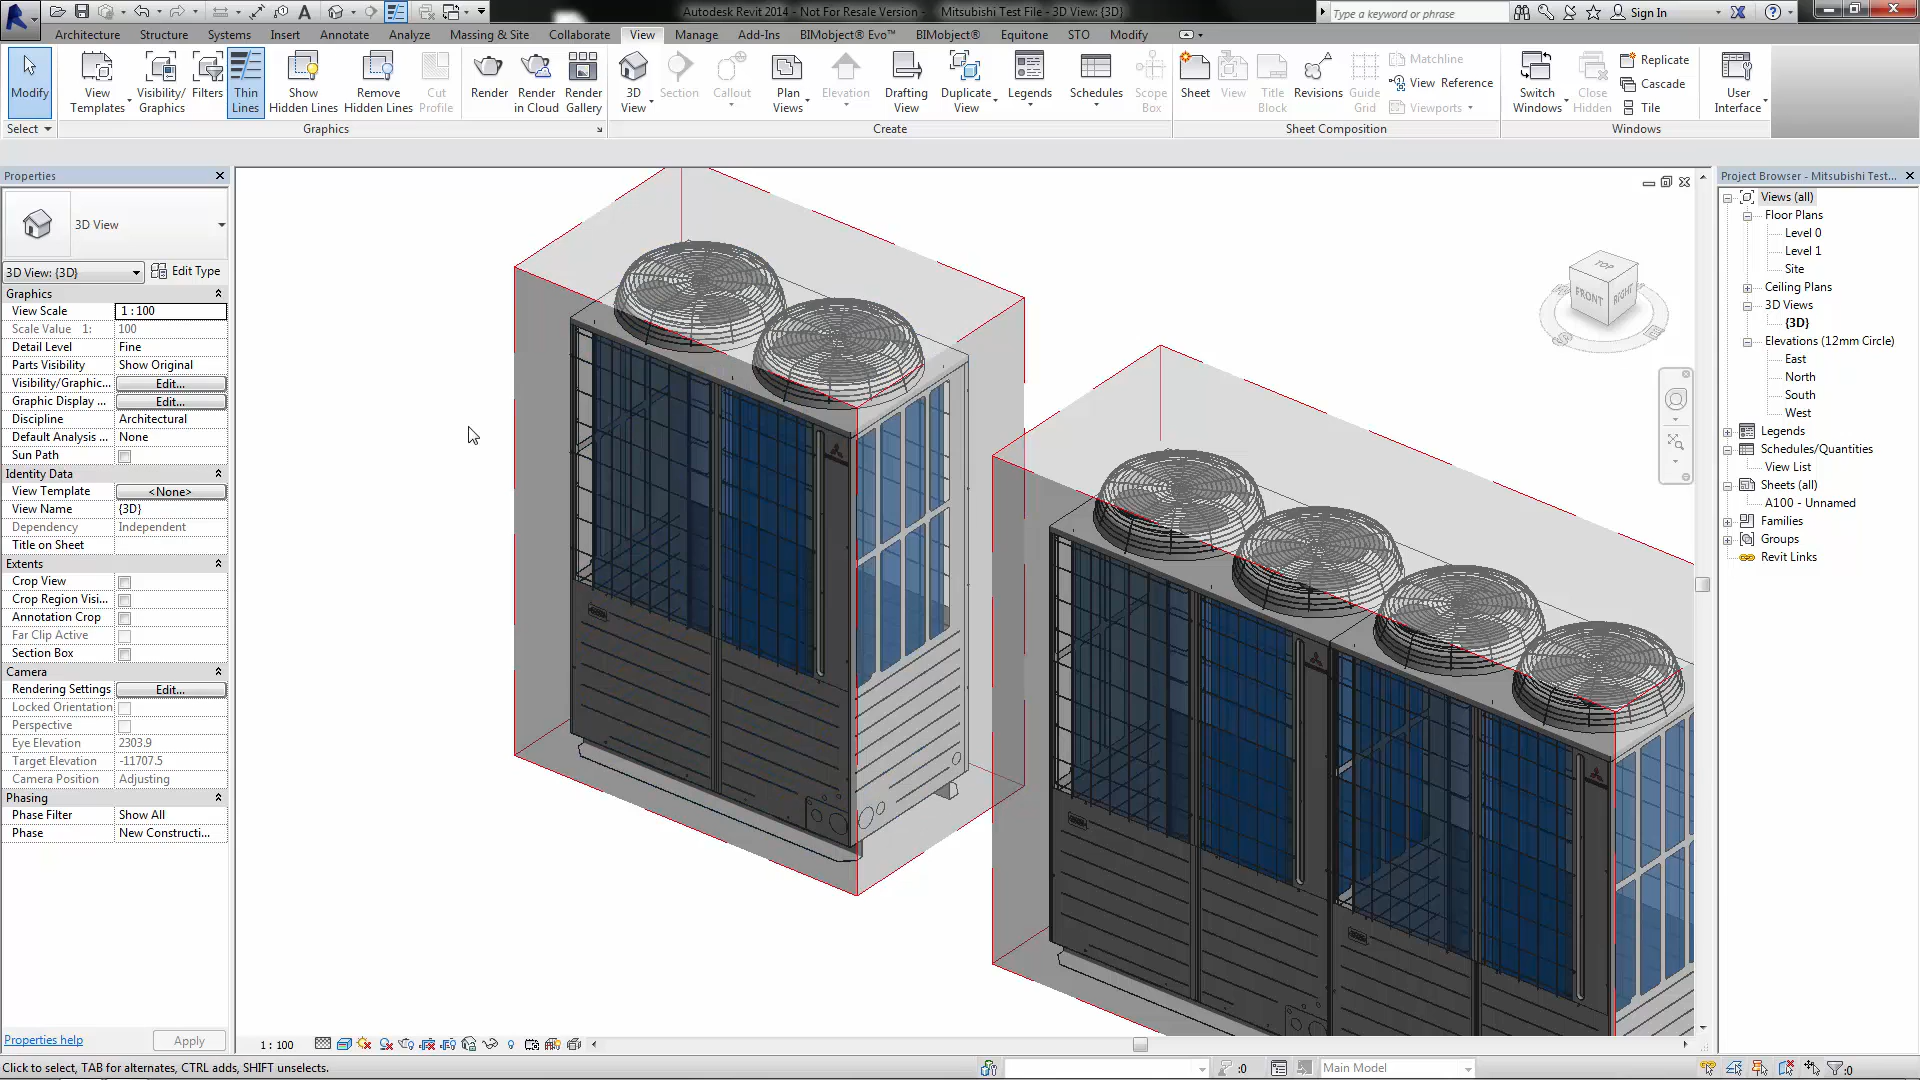 Autodesk Revit 2014 - Not For Resale Version -    Mitsubishi Test File - 3D View: {3D}
Type a keyword or phrase
Sign In
Architecture Structure Systems Insert Annotate Analyze Massing & Site Collaborate View Manage Add-Ins BIMobject® Evo™ BIMobject® Equitone STO Modify
Modify
View Templates
Visibility/ Graphics
Filters
Thin Lines
Show Hidden Lines
Remove Hidden Lines
Cut Profile
Render
Render in Cloud
Render Gallery
3D View
Section
Callout
Plan Views
Elevation
Drafting View
Duplicate View
Legends
Schedules
Scope Box
Sheet
View
Title Block
Revisions
Guide Grid
Matchline
View Reference
Viewports
Switch Windows
Close Hidden
Replicate
Cascade
Tile
User Interface
Select Graphics Create Sheet Composition Windows
Properties
3D View
3D View: {3D} Edit Type
Graphics
View Scale 1 : 100
Scale Value 1: 100
Detail Level Fine
Parts Visibility Show Original
Visibility/Graphic... Edit...
Graphic Display ... Edit...
Discipline Architectural
Default Analysis ... None
Sun Path
Identity Data
View Template <None>
View Name {3D}
Dependency Independent
Title on Sheet
Extents
Crop View
Crop Region Visi...
Annotation Crop
Far Clip Active
Section Box
Camera
Rendering Settings Edit...
Locked Orientation
Perspective
Eye Elevation 2303.9
Target Elevation -11707.5
Camera Position Adjusting
Phasing
Phase Filter Show All
Phase New Constructi...
Properties help Apply
TOP
FRONT
RIGHT
Project Browser - Mitsubishi Test...
Views (all)
Floor Plans
Level 0
Level 1
Site
Ceiling Plans
3D Views
{3D}
Elevations (12mm Circle)
East
North
South
West
Legends
Schedules/Quantities
View List
Sheets (all)
A100 - Unnamed
Families
Groups
Revit Links
1 : 100
Click to select, TAB for alternates, CTRL adds, SHIFT unselects.
:0
Main Model
:0